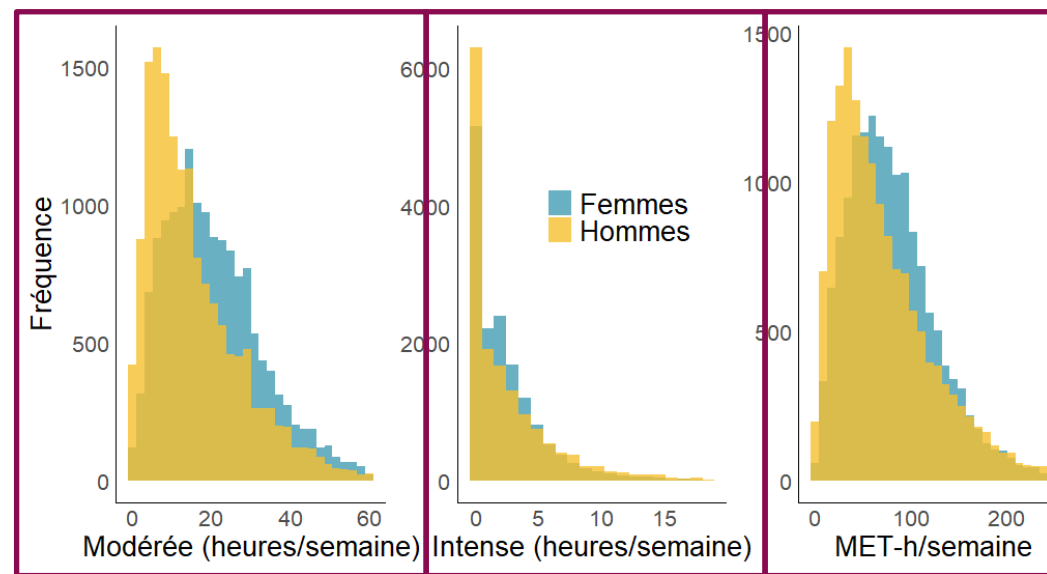 Fréquence
1500
1000
500
0
0 20 40 60
Modérée (heures/semaine)
6000
4000
2000
0
Femmes
Hommes
0 5 10 15
Intense (heures/semaine)
1500
1000
500
0
0 100 200
MET-h/semaine